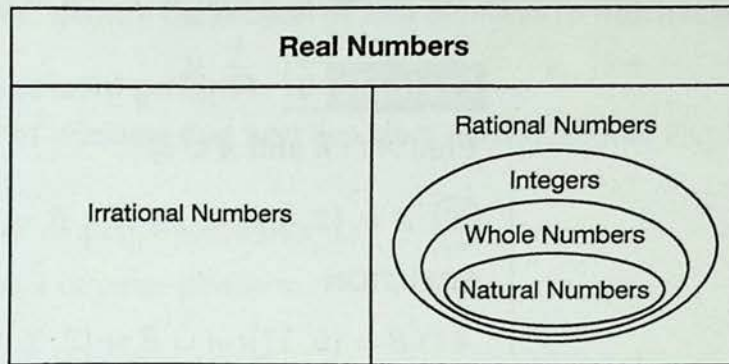 Real Numbers
Irrational Numbers
Rational Numbers
Integers
Whole Numbers
Natural Numbers